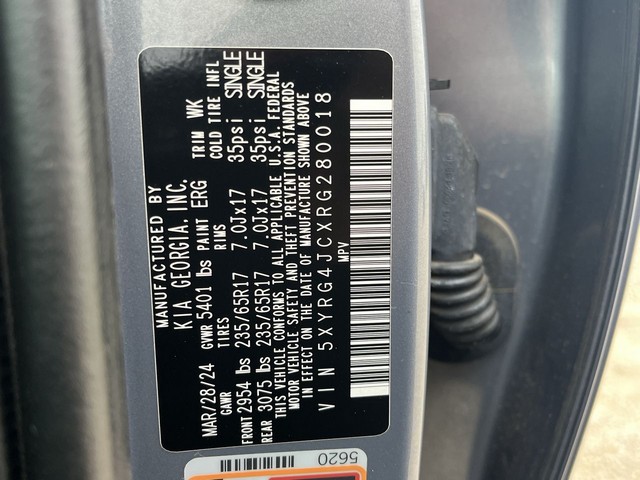 MANUFACTURED BY
KIA GEORGIA, INC.
MAR/28/24 GVWR 5401 lbs PAINT ERG TRIM WK
GAWR TIRES RIMS COLD TIRE INFL
FRONT 2954 lbs 235/65R17 7.0Jx17 35psi SINGLE
REAR 3075 lbs 235/65R17 7.0Jx17 35psi SINGLE
THIS VEHICLE CONFORMS TO ALL APPLICABLE U.S.A. FEDERAL
MOTOR VEHICLE SAFETY AND THEFT PREVENTION STANDARDS
IN EFFECT ON THE DATE OF MANUFACTURE SHOWN ABOVE
VIN 5XYRG4JCXRG280018
MPV
5620